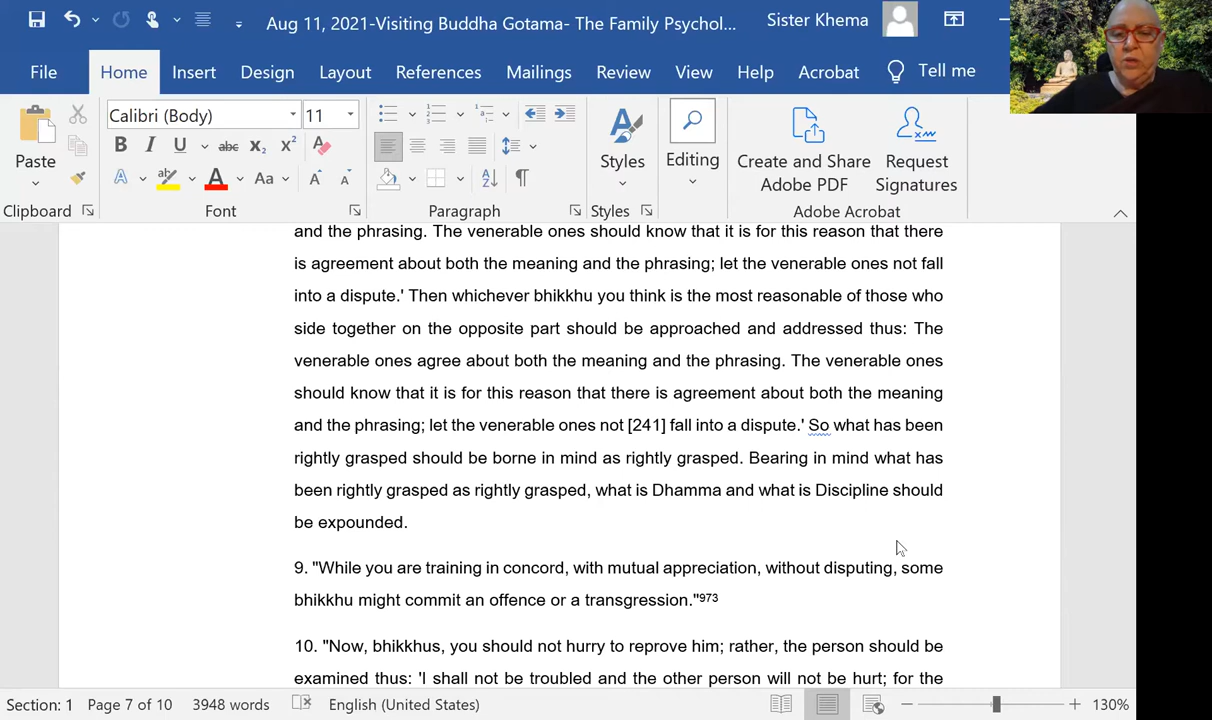 Aug 11, 2021-Visiting Buddha Gotama- The Family Psychol...
Sister Khema
File Home Insert Design Layout References Mailings Review View Help Acrobat Tell me
Calibri (Body) 11
B I U abc x₂ x² A
Paste Styles Editing Create and Share Adobe PDF Request Signatures
A A Aa A A
Clipboard Font Paragraph Styles Adobe Acrobat
and the phrasing. The venerable ones should know that it is for this reason that there
is agreement about both the meaning and the phrasing; let the venerable ones not fall
into a dispute.' Then whichever bhikkhu you think is the most reasonable of those who
side together on the opposite part should be approached and addressed thus: The
venerable ones agree about both the meaning and the phrasing. The venerable ones
should know that it is for this reason that there is agreement about both the meaning
and the phrasing; let the venerable ones not [241] fall into a dispute.' So what has been
rightly grasped should be borne in mind as rightly grasped. Bearing in mind what has
been rightly grasped as rightly grasped, what is Dhamma and what is Discipline should
be expounded.
9. "While you are training in concord, with mutual appreciation, without disputing, some
bhikkhu might commit an offence or a transgression."973
10. "Now, bhikkhus, you should not hurry to reprove him; rather, the person should be
examined thus: 'I shall not be troubled and the other person will not be hurt; for the
Section: 1 Page 7 of 10 3948 words English (United States) 130%